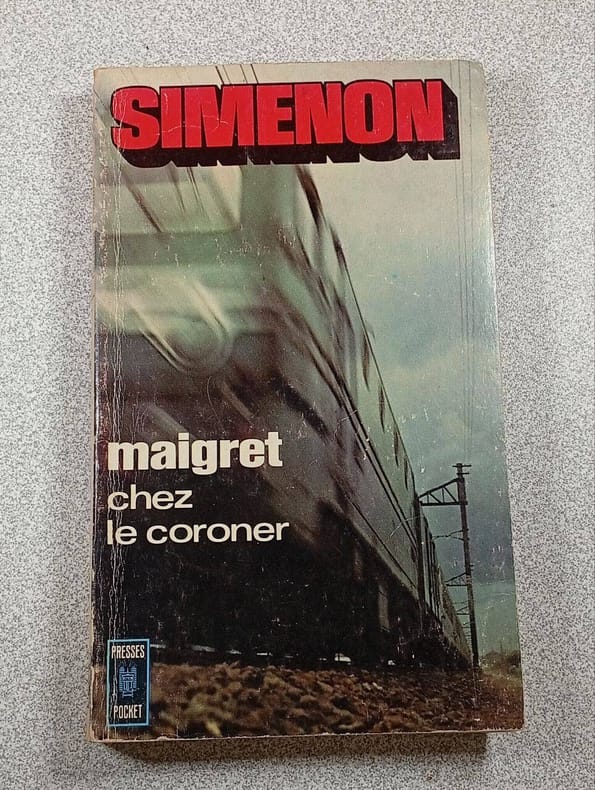 SIMENON
maigret
chez
le coroner
PRESSES
POCKET